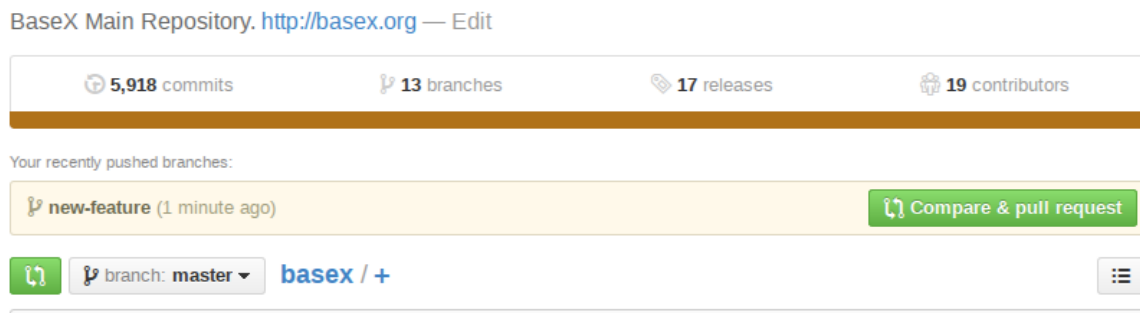 BaseX Main Repository. http://basex.org — Edit
5,918 commits 13 branches 17 releases 19 contributors
Your recently pushed branches:
new-feature (1 minute ago) Compare & pull request
branch: master basex / +